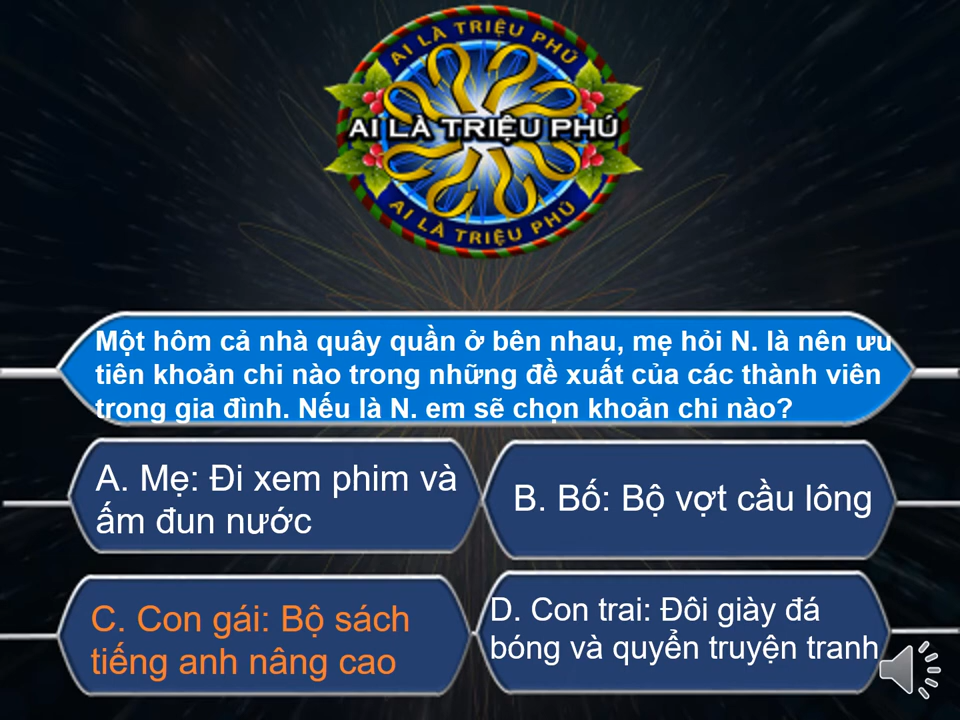 AI LÀ TRIỆU PHÚ
AI LÀ TRIỆU PHÚ
AI LÀ TRIỆU PHÚ
Một hôm cả nhà quây quần ở bên nhau, mẹ hỏi N. là nên ưu
tiên khoản chi nào trong những đề xuất của các thành viên
trong gia đình. Nếu là N. em sẽ chọn khoản chi nào?
A. Mẹ: Đi xem phim và
ấm đun nước
B. Bố: Bộ vợt cầu lông
C. Con gái: Bộ sách
tiếng anh nâng cao
D. Con trai: Đôi giày đá
bóng và quyển truyện tranh